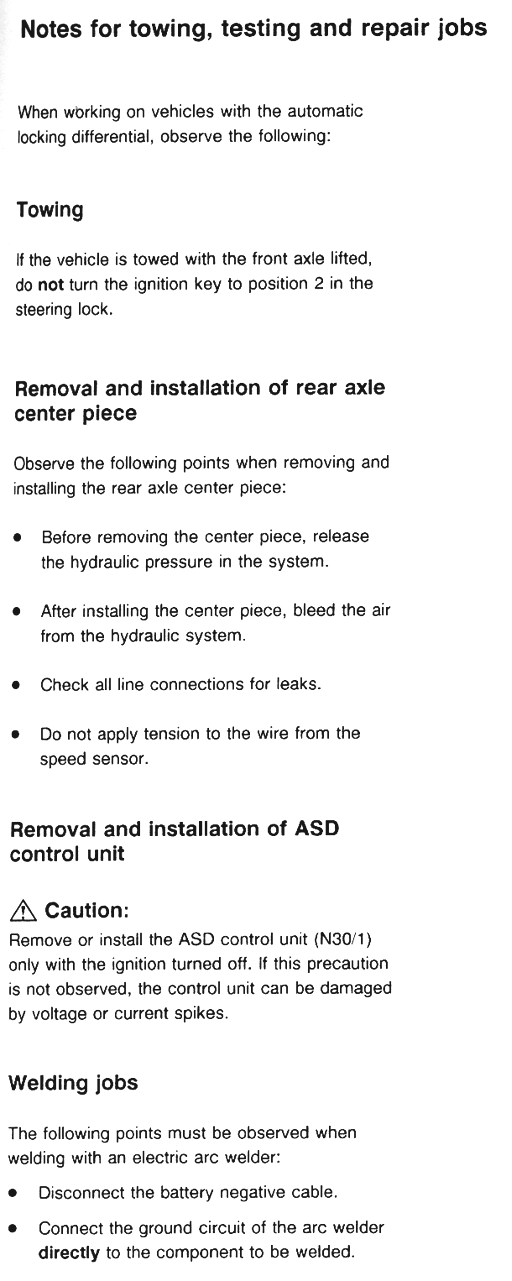 Notes for towing, testing and repair jobs
When working on vehicles with the automatic
locking differential, observe the following:
Towing
If the vehicle is towed with the front axle lifted,
do not turn the ignition key to position 2 in the
steering lock.
Removal and installation of rear axle
center piece
Observe the following points when removing and
installing the rear axle center piece:
● Before removing the center piece, release
the hydraulic pressure in the system.
● After installing the center piece, bleed the air
from the hydraulic system.
● Check all line connections for leaks.
● Do not apply tension to the wire from the
speed sensor.
Removal and installation of ASD
control unit
⚠ Caution:
Remove or install the ASD control unit (N30/1)
only with the ignition turned off. If this precaution
is not observed, the control unit can be damaged
by voltage or current spikes.
Welding jobs
The following points must be observed when
welding with an electric arc welder:
● Disconnect the battery negative cable.
● Connect the ground circuit of the arc welder
directly to the component to be welded.